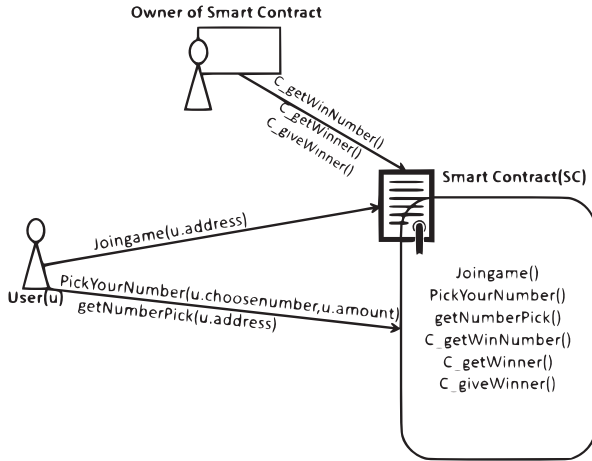 Owner of Smart Contract
C_getWinNumber()
C_getWinner()
C_giveWinner()
Smart Contract(SC)
Joingame(u.address)
User(u)
PickYourNumber(u.choosenumber,u.amount)
getNumberPick(u.address)
Joingame()
PickYourNumber()
getNumberPick()
C_getWinNumber()
C_getWinner()
C_giveWinner()